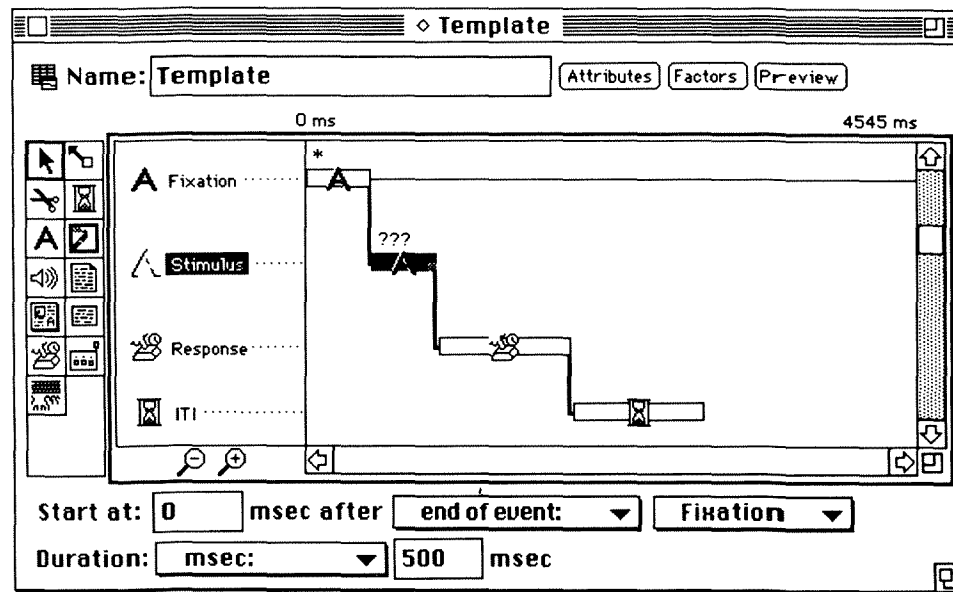 Template
Name: Template Attributes Factors Preview
0 ms 4545 ms
*
A Fixation A
???
Stimulus
Response
ITI
Start at: 0 msec after end of event: Fixation
Duration: msec: 500 msec